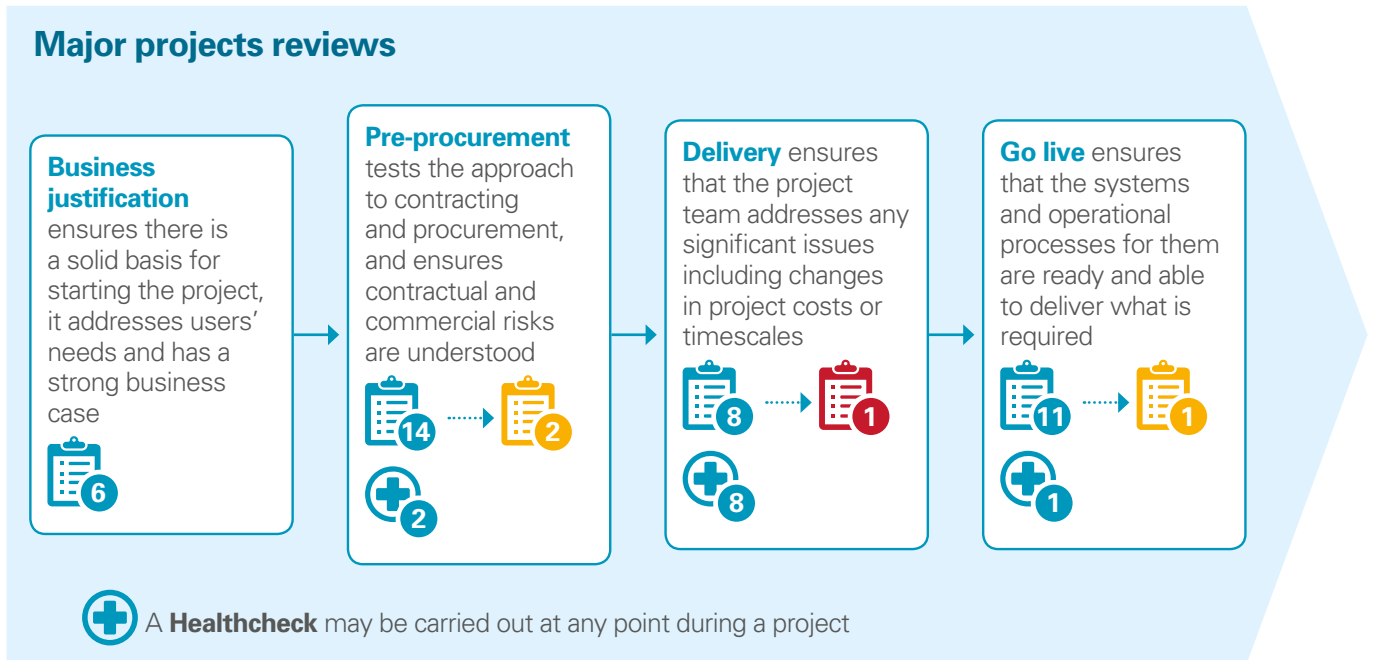 Major projects reviews
Business
justification
ensures there is
a solid basis for
starting the project,
it addresses users’
needs and has a
strong business
case
6
Pre-procurement
tests the approach
to contracting
and procurement,
and ensures
contractual and
commercial risks
are understood
14
2
2
Delivery ensures
that the project
team addresses any
significant issues
including changes
in project costs or
timescales
8
1
8
Go live ensures
that the systems
and operational
processes for them
are ready and able
to deliver what is
required
11
1
1
A Healthcheck may be carried out at any point during a project